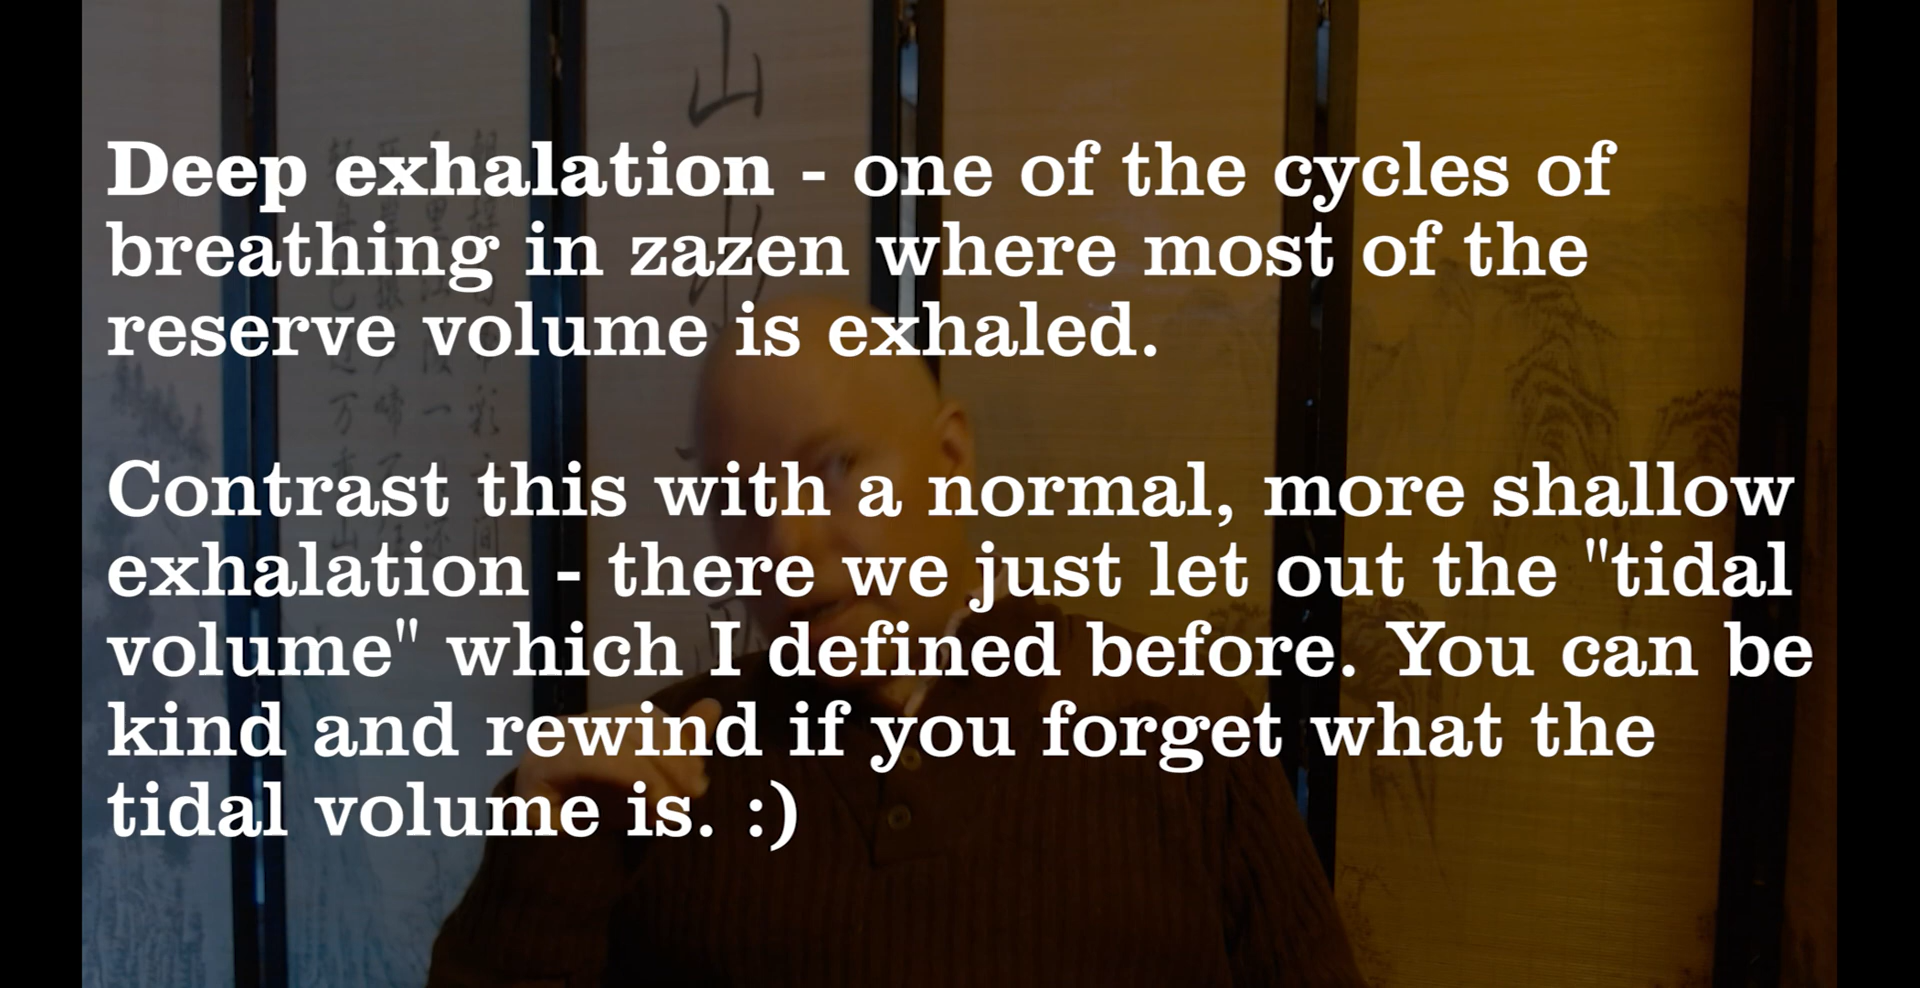 Deep exhalation - one of the cycles of
breathing in zazen where most of the
reserve volume is exhaled.
Contrast this with a normal, more shallow
exhalation - there we just let out the "tidal
volume" which I defined before. You can be
kind and rewind if you forget what the
tidal volume is. :)
山